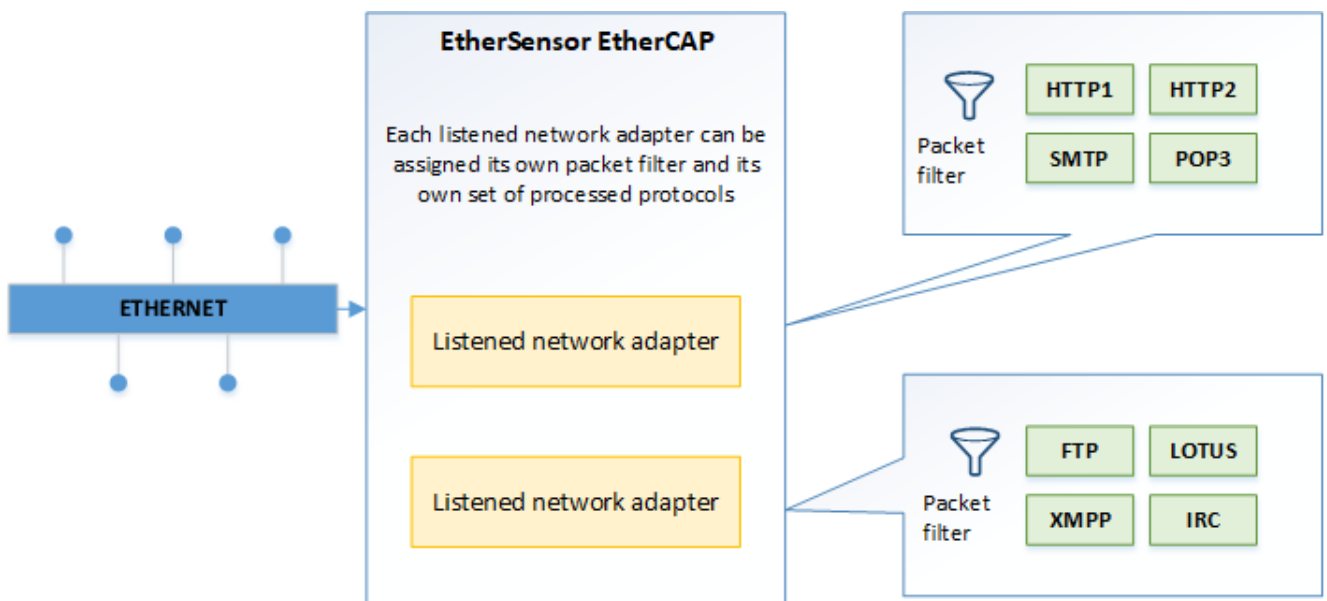 EtherSensor EtherCAP
Each listened network adapter can be
assigned its own packet filter and its
own set of processed protocols
ETHERNET
Listened network adapter
Listened network adapter
Packet
filter
HTTP1
HTTP2
SMTP
POP3
Packet
filter
FTP
LOTUS
XMPP
IRC